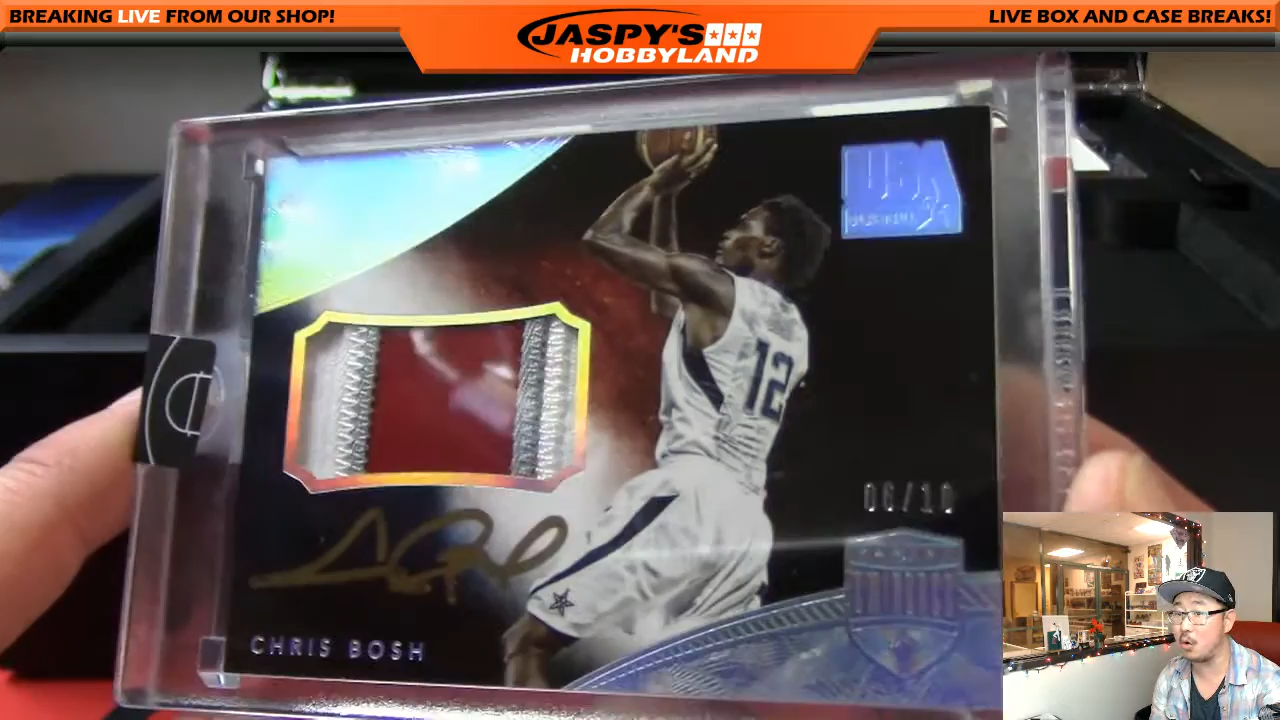 BREAKING LIVE FROM OUR SHOP!
JASPY'S
HOBBYLAND
LIVE BOX AND CASE BREAKS!
USA
12
06/10
CHRIS BOSH